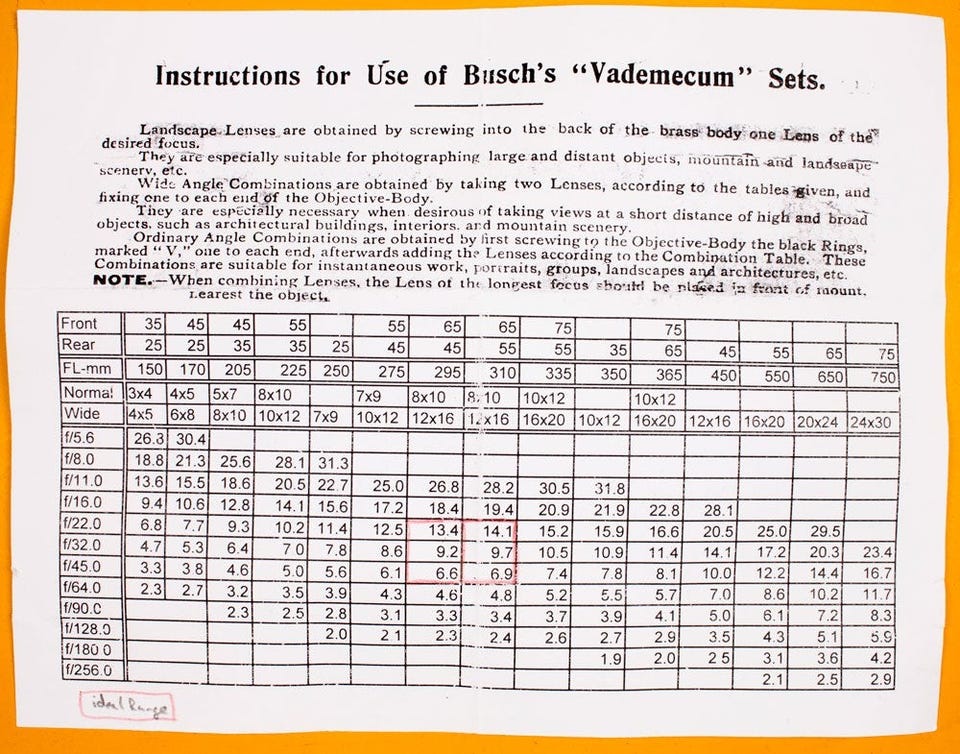 Instructions for Use of Busch's "Vademecum" Sets.
Landscape Lenses are obtained by screwing into the back of the brass body one Lens of the
desired focus.
They are especially suitable for photographing large and distant objects, mountain and landscape
scenery, etc.
Wide Angle Combinations are obtained by taking two Lenses, according to the tables given, and
fixing one to each end of the Objective-Body.
They are especially necessary when desirous of taking views at a short distance of high and broad
objects, such as architectural buildings, interiors, and mountain scenery.
Ordinary Angle Combinations are obtained by first screwing to the Objective-Body the black Rings,
marked "V," one to each end, afterwards adding the Lenses according to the Combination Table. These
Combinations are suitable for instantaneous work, portraits, groups, landscapes and architectures, etc.
NOTE.—When combining Lenses, the Lens of the longest focus should be placed in front of mount,
nearest the object.
Front 35 45 45 55 55 65 65 75 75
Rear 25 25 35 35 25 45 45 55 55 35 65 45 55 65 75
FL-mm 150 170 205 225 250 275 295 310 335 350 365 450 550 650 750
Normal 3x4 4x5 5x7 8x10 7x9 8x10 8x10 10x12 10x12
Wide 4x5 6x8 8x10 10x12 7x9 10x12 12x16 12x16 16x20 10x12 16x20 12x16 16x20 20x24 24x30
f/5.6 26.3 30.4
f/8.0 18.8 21.3 25.6 28.1 31.3
f/11.0 13.6 15.5 18.6 20.5 22.7 25.0 26.8 28.2 30.5 31.8
f/16.0 9.4 10.6 12.8 14.1 15.6 17.2 18.4 19.4 20.9 21.9 22.8 28.1
f/22.0 6.8 7.7 9.3 10.2 11.4 12.5 13.4 14.1 15.2 15.9 16.6 20.5 25.0 29.5
f/32.0 4.7 5.3 6.4 7 0 7.8 8.6 9.2 9.7 10.5 10.9 11.4 14.1 17.2 20.3 23.4
f/45.0 3.3 3 8 4.6 5.0 5.6 6.1 6.6 6.9 7.4 7.8 8.1 10.0 12.2 14.4 16.7
f/64.0 2.3 2.7 3.2 3.5 3.9 4.3 4.6 4.8 5.2 5.5 5.7 7.0 8.6 10.2 11.7
f/90.0 2.3 2.5 2.8 3.1 3.3 3.4 3.7 3.9 4.1 5.0 6.1 7.2 8.3
f/128.0 2.0 2 1 2.3 2.4 2.6 2.7 2.9 3.5 4.3 5.1 5.9
f/180 0 1.9 2.0 2 5 3.1 3.6 4.2
f/256.0 2.1 2.5 2.9
ideal Range